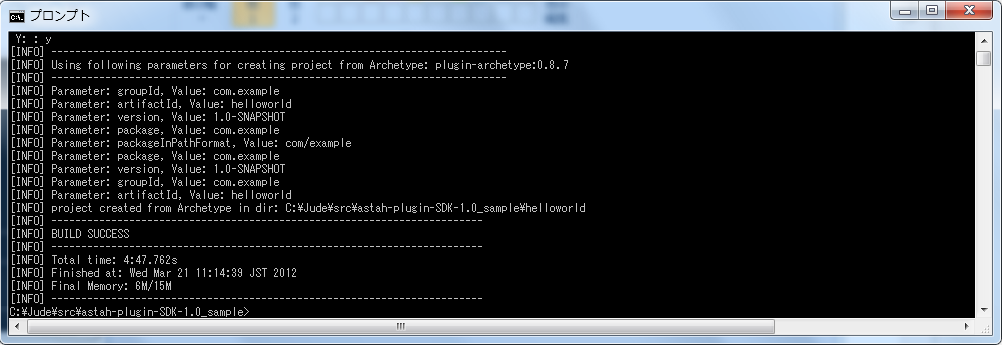 プロンプト
Y: : y
[INFO] ----------------------------------------------------------------------------
[INFO] Using following parameters for creating project from Archetype: plugin-archetype:0.8.7
[INFO] ----------------------------------------------------------------------------
[INFO] Parameter: groupId, Value: com.example
[INFO] Parameter: artifactId, Value: helloworld
[INFO] Parameter: version, Value: 1.0-SNAPSHOT
[INFO] Parameter: package, Value: com.example
[INFO] Parameter: packageInPathFormat, Value: com/example
[INFO] Parameter: package, Value: com.example
[INFO] Parameter: version, Value: 1.0-SNAPSHOT
[INFO] Parameter: groupId, Value: com.example
[INFO] Parameter: artifactId, Value: helloworld
[INFO] project created from Archetype in dir: C:¥Jude¥src¥astah-plugin-SDK-1.0_sample¥helloworld
[INFO] ------------------------------------------------------------------------
[INFO] BUILD SUCCESS
[INFO] ------------------------------------------------------------------------
[INFO] Total time: 4:47.762s
[INFO] Finished at: Wed Mar 21 11:14:39 JST 2012
[INFO] Final Memory: 6M/15M
[INFO] ------------------------------------------------------------------------
C:¥Jude¥src¥astah-plugin-SDK-1.0_sample>